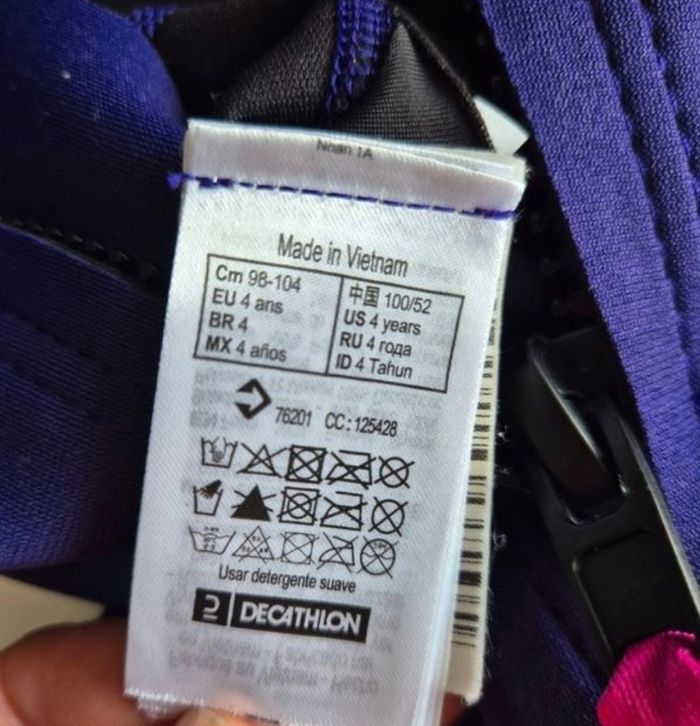 Nhãn 1A
Made in Vietnam
Cm 98-104
EU 4 ans
BR 4
MX 4 años
中国 100/52
US 4 years
RU 4 года
ID 4 Tahun
76201 CC: 125428
Usar detergente suave
DECATHLON